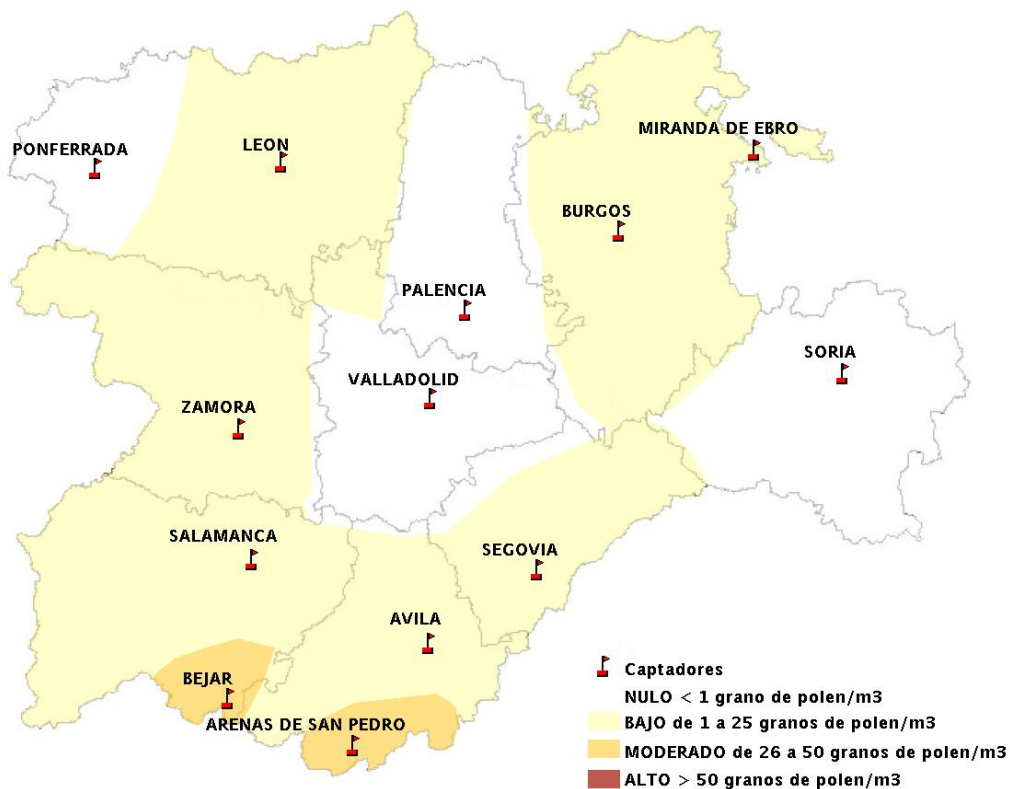 MIRANDA DE EBRO
PONFERRADA
LEON
BURGOS
PALENCIA
SORIA
VALLADOLID
ZAMORA
SALAMANCA
SEGOVIA
AVILA
BEJAR
ARENAS DE SAN PEDRO
Captadores
NULO < 1 grano de polen/m3
BAJO de 1 a 25 granos de polen/m3
MODERADO de 26 a 50 granos de polen/m3
ALTO > 50 granos de polen/m3